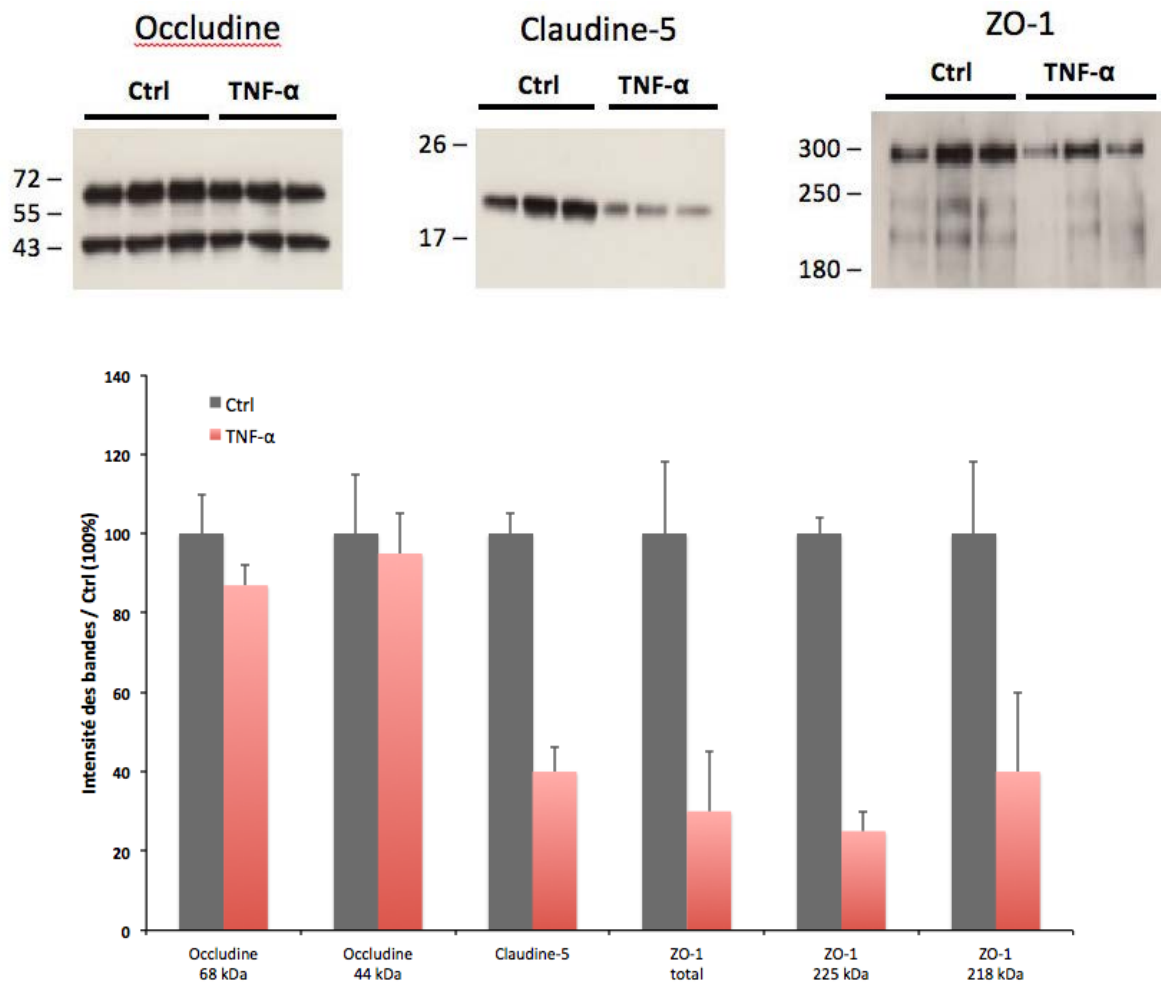 Occludine
Claudine-5
ZO-1
Ctrl TNF-α
Ctrl TNF-α
Ctrl TNF-α
72 –
55 –
43 –
26 –
17 –
300 –
250 –
180 –
Intensité des bandes / Ctrl (100%)
140
120
100
80
60
40
20
0
Ctrl
TNF-α
Occludine
68 kDa
Occludine
44 kDa
Claudine-5
ZO-1
total
ZO-1
225 kDa
ZO-1
218 kDa